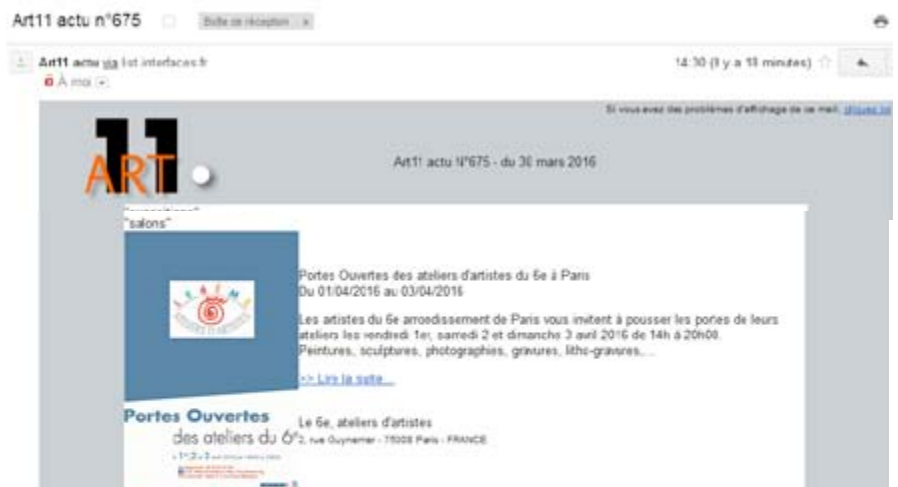 Art11 actu n°675 Boîte de réception x
Art11 actu via list.interfaces.fr 14:30 (Il y a 18 minutes)
À moi
Si vous avez des problèmes d'affichage de ce mail, cliquez ici
ART 11
Art11 actu N°675 - du 30 mars 2016
"expositions"
"salons"
Portes Ouvertes des ateliers d'artistes du 6e à Paris
Du 01/04/2016 au 03/04/2016
Les artistes du 6e arrondissement de Paris vous invitent à pousser les portes de leurs
ateliers les vendredi 1er, samedi 2 et dimanche 3 avril 2016 de 14h à 20h00.
Peintures, sculptures, photographies, gravures, litho-gravures,...
>> Lire la suite...
Portes Ouvertes
des ateliers du 6e
Le 6e, ateliers d'artistes
2, rue Guynemer - 75006 Paris - FRANCE